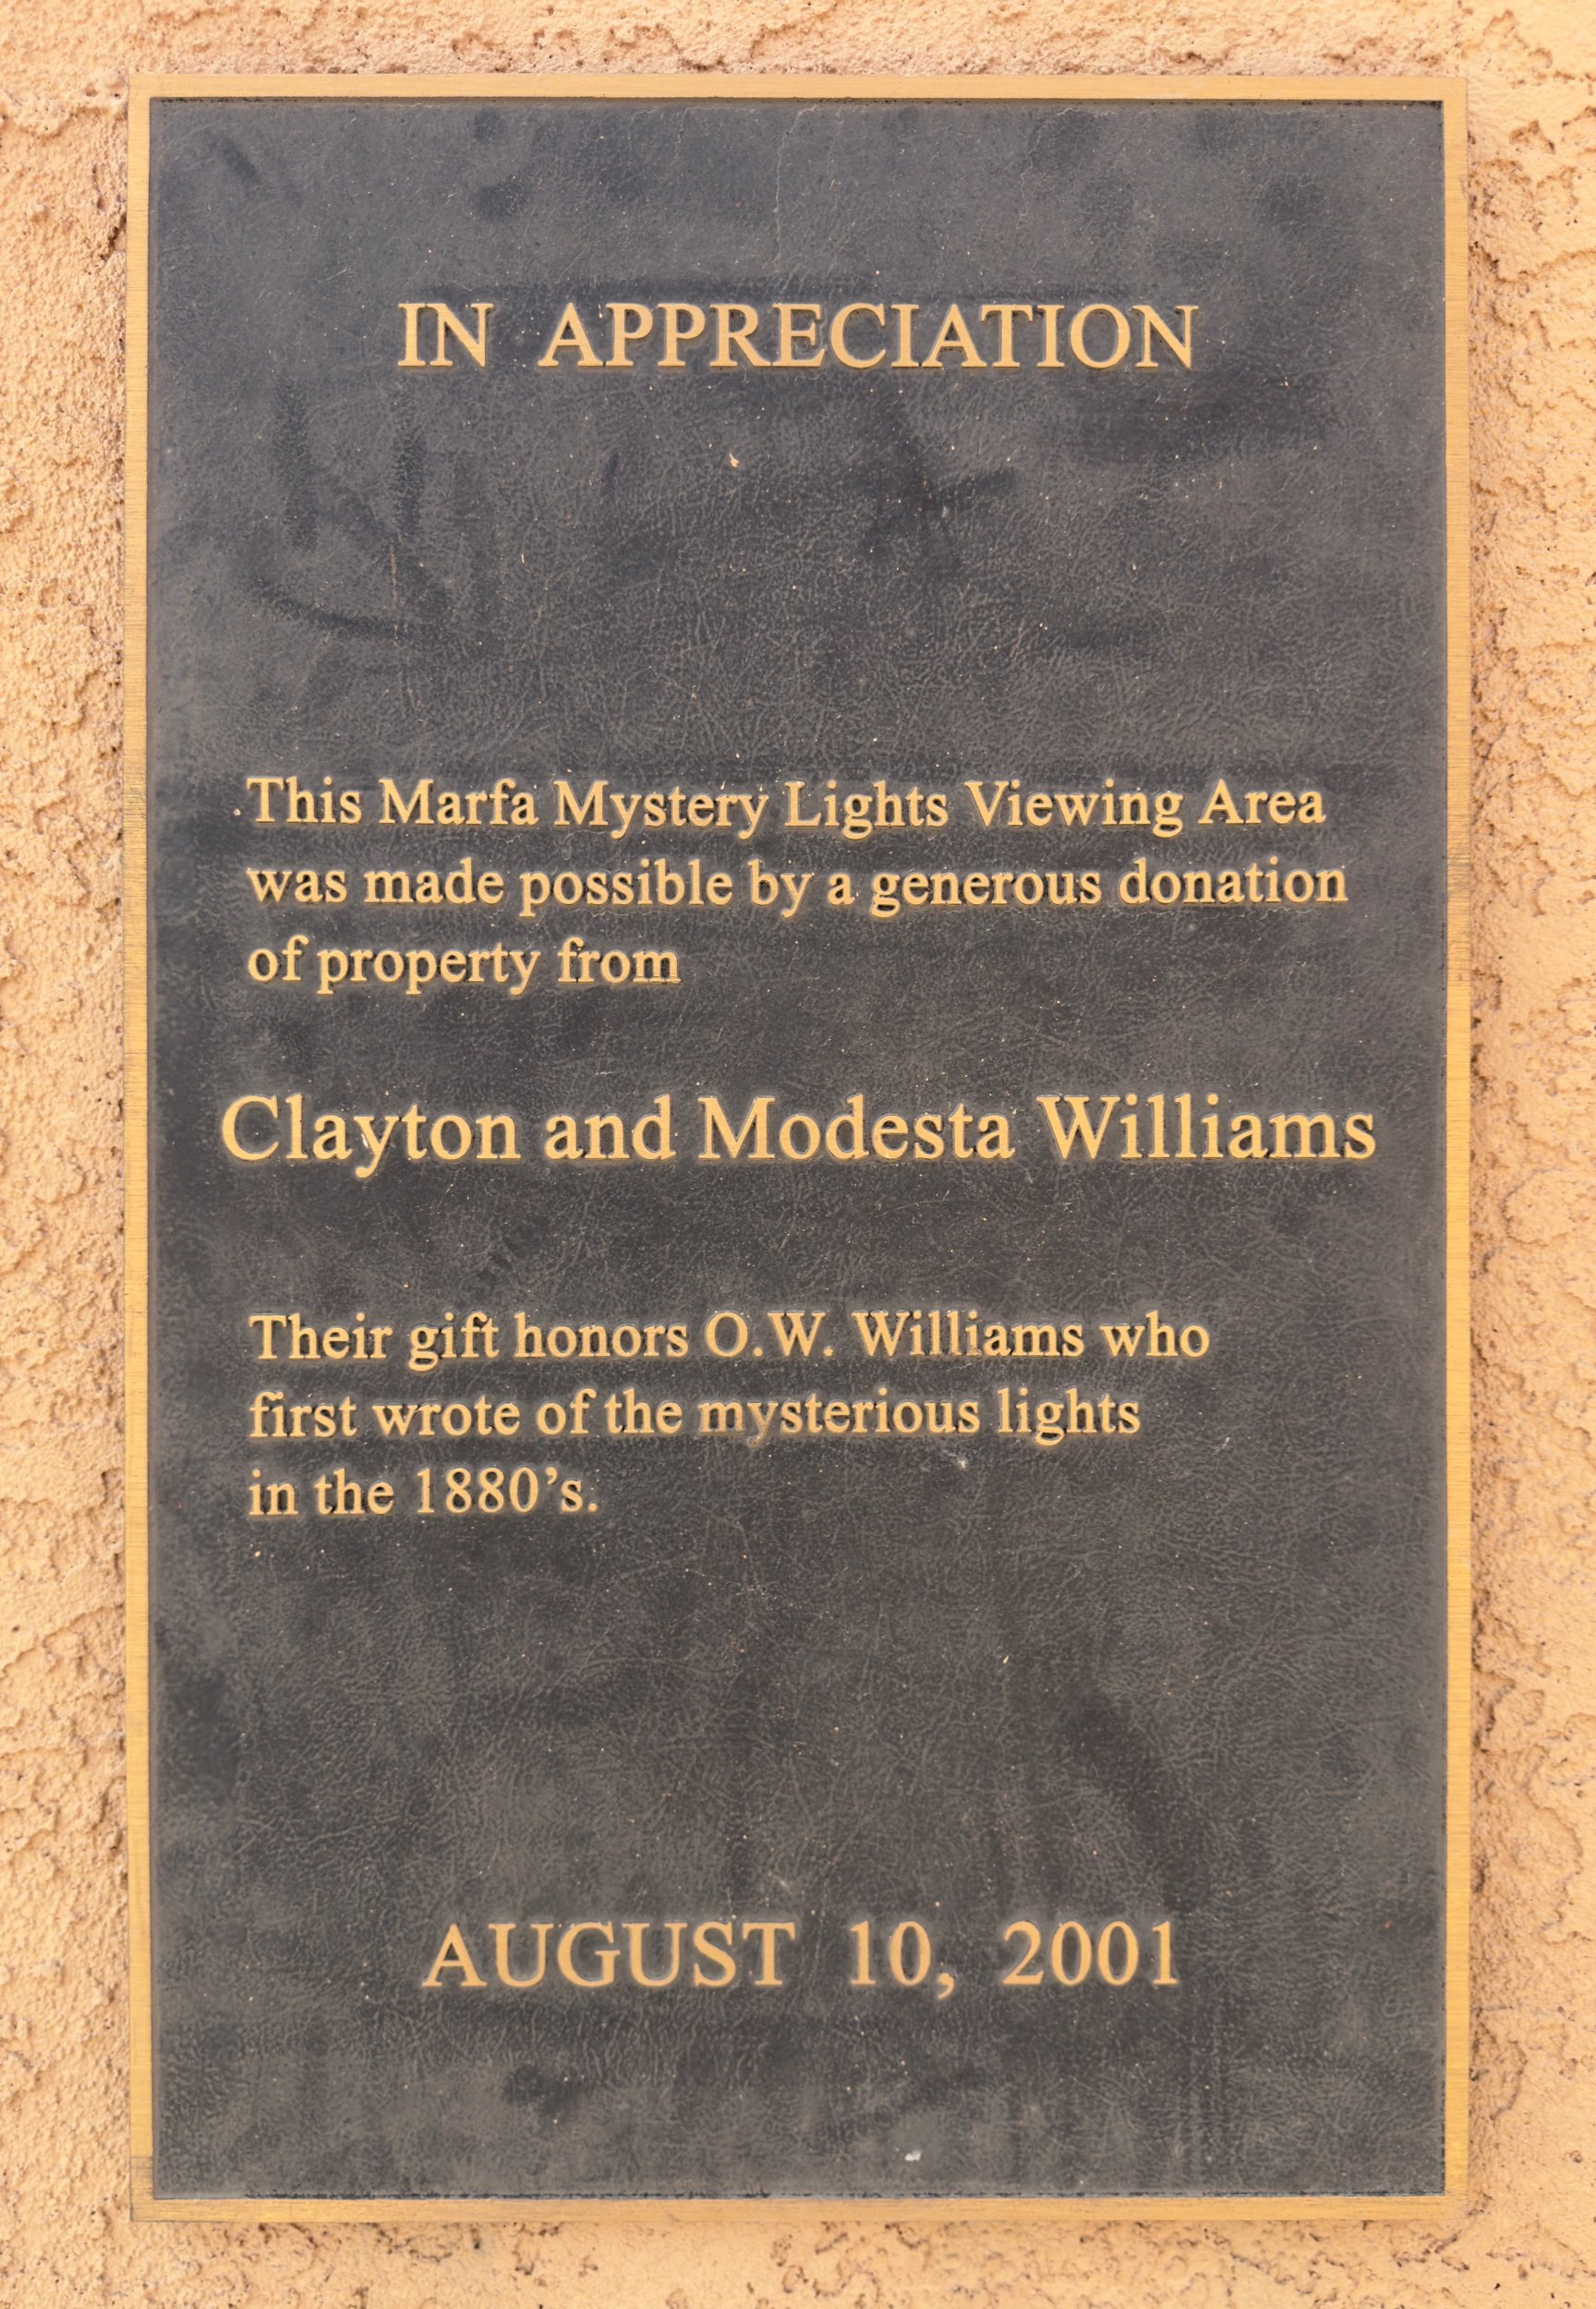 IN APPRECIATION
This Marfa Mystery Lights Viewing Area
was made possible by a generous donation
of property from
Clayton and Modesta Williams
Their gift honors O.W. Williams who
first wrote of the mysterious lights
in the 1880’s.
AUGUST 10, 2001